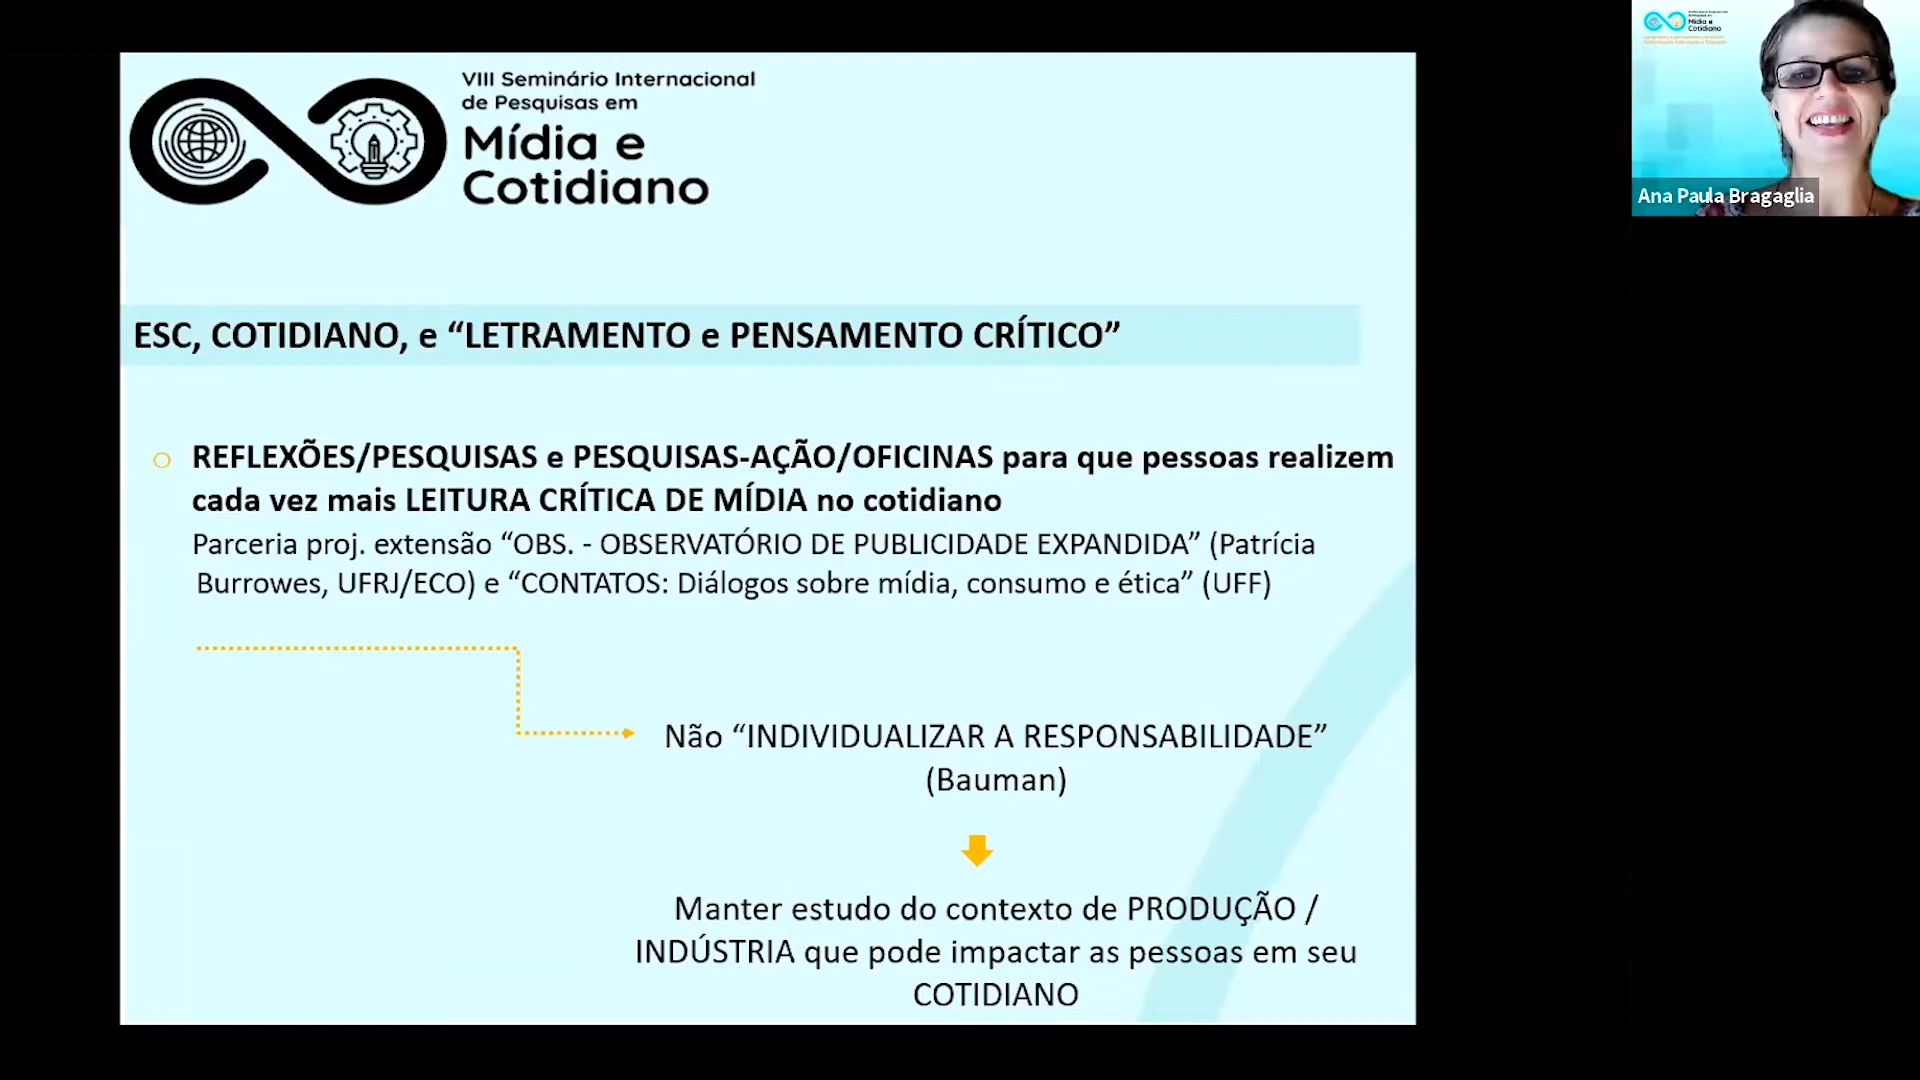 VIII Seminário Internacional
de Pesquisas em
Mídia e
Cotidiano
ESC, COTIDIANO, e “LETRAMENTO e PENSAMENTO CRÍTICO”
REFLEXÕES/PESQUISAS e PESQUISAS-AÇÃO/OFICINAS para que pessoas realizem
cada vez mais LEITURA CRÍTICA DE MÍDIA no cotidiano
Parceria proj. extensão “OBS. - OBSERVATÓRIO DE PUBLICIDADE EXPANDIDA” (Patrícia
Burrowes, UFRJ/ECO) e “CONTATOS: Diálogos sobre mídia, consumo e ética” (UFF)
Não “INDIVIDUALIZAR A RESPONSABILIDADE”
(Bauman)
Manter estudo do contexto de PRODUÇÃO /
INDÚSTRIA que pode impactar as pessoas em seu
COTIDIANO
Mídia e
Cotidiano
Ana Paula Bragaglia